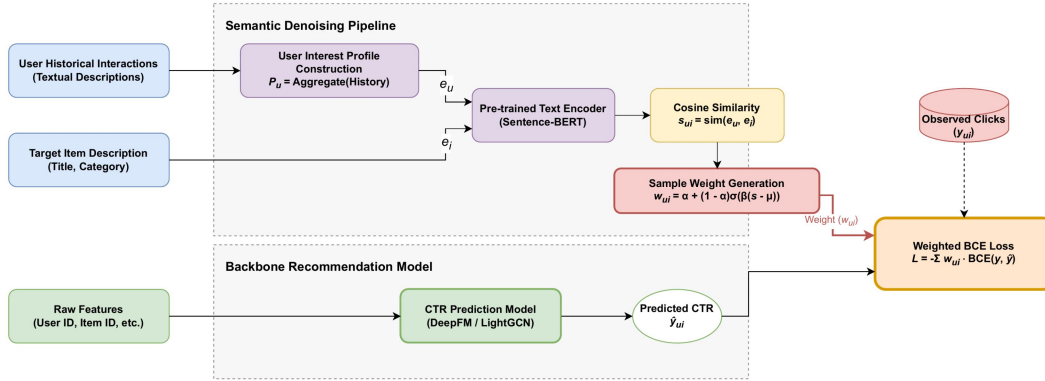 Semantic Denoising Pipeline
User Historical Interactions
(Textual Descriptions)
User Interest Profile
Construction
P_u = Aggregate(History)
e_u
Pre-trained Text Encoder
(Sentence-BERT)
Cosine Similarity
s_ui = sim(e_u, e_i)
Observed Clicks
(y_ui)
e_i
Target Item Description
(Title, Category)
Sample Weight Generation
w_ui = α + (1 - α)σ(β(s - μ))
Weight (w_ui)
Weighted BCE Loss
L = -Σ w_ui · BCE(y, ŷ)
Backbone Recommendation Model
Raw Features
(User ID, Item ID, etc.)
CTR Prediction Model
(DeepFM / LightGCN)
Predicted CTR
ŷ_ui